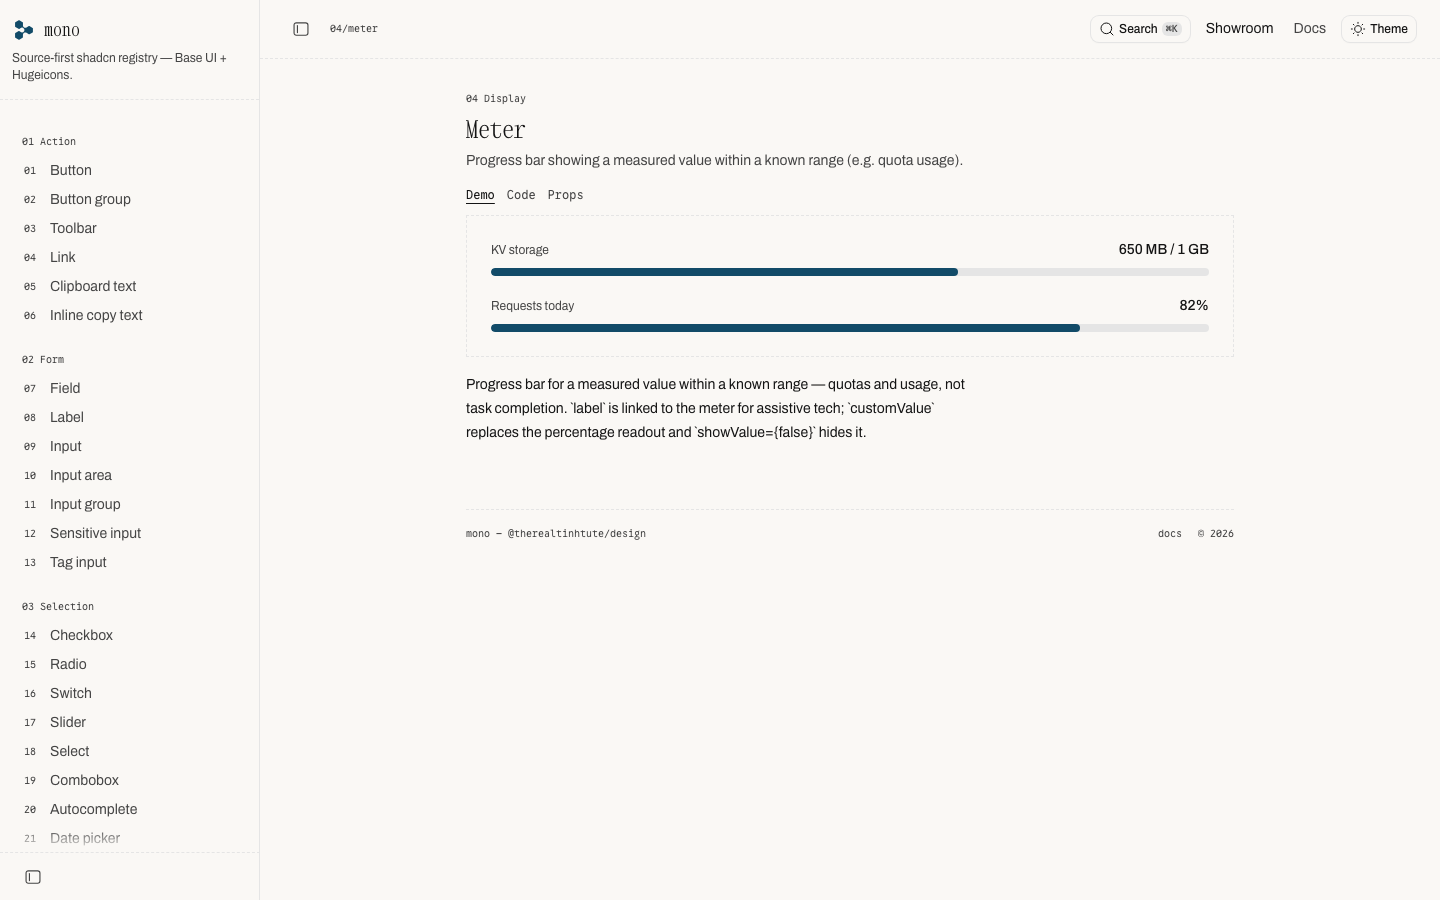 mono
Source-first shadcn registry — Base UI +
Hugeicons.
01 Action
01 Button
02 Button group
03 Toolbar
04 Link
05 Clipboard text
06 Inline copy text
02 Form
07 Field
08 Label
09 Input
10 Input area
11 Input group
12 Sensitive input
13 Tag input
03 Selection
14 Checkbox
15 Radio
16 Switch
17 Slider
18 Select
19 Combobox
20 Autocomplete
21 Date picker
04/meter
Search ⌘K
Showroom
Docs
Theme
04 Display
Meter
Progress bar showing a measured value within a known range (e.g. quota usage).
Demo Code Props
KV storage 650 MB / 1 GB
Requests today 82%
Progress bar for a measured value within a known range — quotas and usage, not
task completion. `label` is linked to the meter for assistive tech; `customValue`
replaces the percentage readout and `showValue={false}` hides it.
mono — @therealtinhtute/design docs © 2026